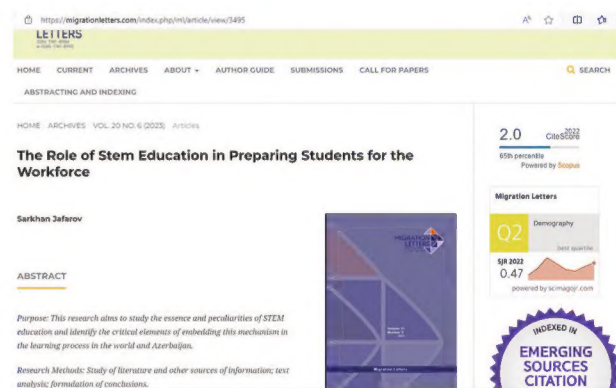 https://migrationletters.com/index.php/ml/article/view/3495
LETTERS
HOME CURRENT ARCHIVES ABOUT AUTHOR GUIDE SUBMISSIONS CALL FOR PAPERS SEARCH
ABSTRACTING AND INDEXING
HOME ARCHIVES VOL. 20 NO. 6 (2023) Articles
The Role of Stem Education in Preparing Students for the
Workforce
Sarkhan Jafarov
ABSTRACT
Purpose: This research aims to study the essence and peculiarities of STEM
education and identify the critical elements of embedding this mechanism in
the learning process in the world and Azerbaijan.
Research Methods: Study of literature and other sources of information; text
analysis; formulation of conclusions.
MIGRATION
LETTERS
Migration Letters
2.0 2022
CiteScore
65th percentile
Powered by Scopus
Migration Letters
Q2 Demography
best quartile
SJR 2022
0.47
powered by scimagojr.com
INDEXED IN
EMERGING
SOURCES
CITATION